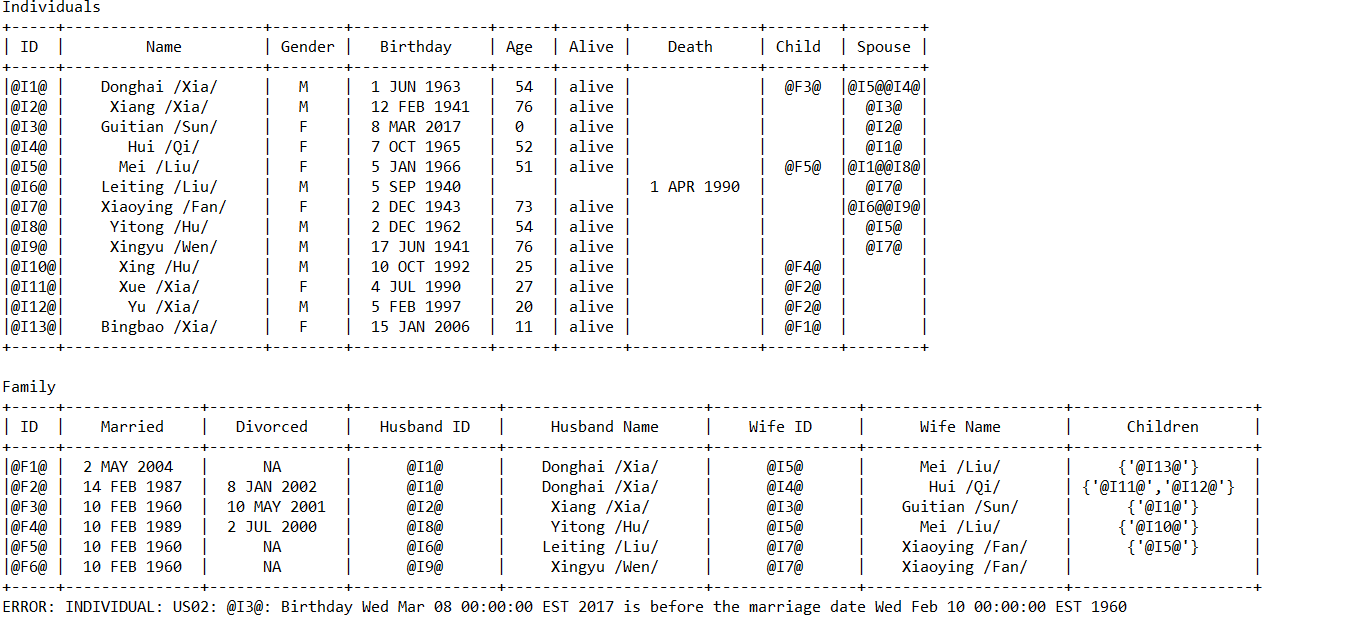 Individuals
+-----+----------------------+--------+---------------+------+-------+--------------+--------+--------+
| ID  |         Name         | Gender |   Birthday    | Age  | Alive |    Death     | Child  | Spouse |
+-----+----------------------+--------+---------------+------+-------+--------------+--------+--------+
|@I1@ |    Donghai /Xia/     |   M    |  1 JUN 1963   |  54  | alive |              |  @F3@  |@I5@@I4@|
|@I2@ |     Xiang /Xia/      |   M    |  12 FEB 1941  |  76  | alive |              |        |  @I3@  |
|@I3@ |    Guitian /Sun/     |   F    |  8 MAR 2017   |  0   | alive |              |        |  @I2@  |
|@I4@ |       Hui /Qi/       |   F    |  7 OCT 1965   |  52  | alive |              |        |  @I1@  |
|@I5@ |      Mei /Liu/       |   F    |  5 JAN 1966   |  51  | alive |              |  @F5@  |@I1@@I8@|
|@I6@ |    Leiting /Liu/     |   M    |  5 SEP 1940   |      |       |  1 APR 1990  |        |  @I7@  |
|@I7@ |    Xiaoying /Fan/    |   F    |  2 DEC 1943   |  73  | alive |              |        |@I6@@I9@|
|@I8@ |     Yitong /Hu/      |   M    |  2 DEC 1962   |  54  | alive |              |        |  @I5@  |
|@I9@ |    Xingyu /Wen/      |   M    |  17 JUN 1941  |  76  | alive |              |        |  @I7@  |
|@I10@|      Xing /Hu/       |   M    |  10 OCT 1992  |  25  | alive |              |  @F4@  |        |
|@I11@|      Xue /Xia/       |   F    |  4 JUL 1990   |  27  | alive |              |  @F2@  |        |
|@I12@|       Yu /Xia/       |   M    |  5 FEB 1997   |  20  | alive |              |  @F2@  |        |
|@I13@|    Bingbao /Xia/     |   F    |  15 JAN 2006  |  11  | alive |              |  @F1@  |        |
+-----+----------------------+--------+---------------+------+-------+--------------+--------+--------+
Family
+-----+---------------+---------------+----------------+----------------------+----------------+----------------------+--------------------+
| ID  |    Married    |   Divorced    |   Husband ID   |     Husband Name     |    Wife ID     |      Wife Name       |      Children      |
+-----+---------------+---------------+----------------+----------------------+----------------+----------------------+--------------------+
|@F1@ |  2 MAY 2004   |      NA       |      @I1@      |    Donghai /Xia/     |      @I5@      |      Mei /Liu/       |     {'@I13@'}      |
|@F2@ |  14 FEB 1987  |  8 JAN 2002   |      @I1@      |    Donghai /Xia/     |      @I4@      |       Hui /Qi/       | {'@I11@','@I12@'}  |
|@F3@ |  10 FEB 1960  |  10 MAY 2001  |      @I2@      |     Xiang /Xia/      |      @I3@      |    Guitian /Sun/     |      {'@I1@'}      |
|@F4@ |  10 FEB 1989  |  2 JUL 2000   |      @I8@      |     Yitong /Hu/      |      @I5@      |      Mei /Liu/       |     {'@I10@'}      |
|@F5@ |  10 FEB 1960  |      NA       |      @I6@      |    Leiting /Liu/     |      @I7@      |    Xiaoying /Fan/    |      {'@I5@'}      |
|@F6@ |  10 FEB 1960  |      NA       |      @I9@      |     Xingyu /Wen/     |      @I7@      |    Xiaoying /Fan/    |                    |
+-----+---------------+---------------+----------------+----------------------+----------------+----------------------+--------------------+
ERROR: INDIVIDUAL: US02: @I3@: Birthday Wed Mar 08 00:00:00 EST 2017 is before the marriage date Wed Feb 10 00:00:00 EST 1960